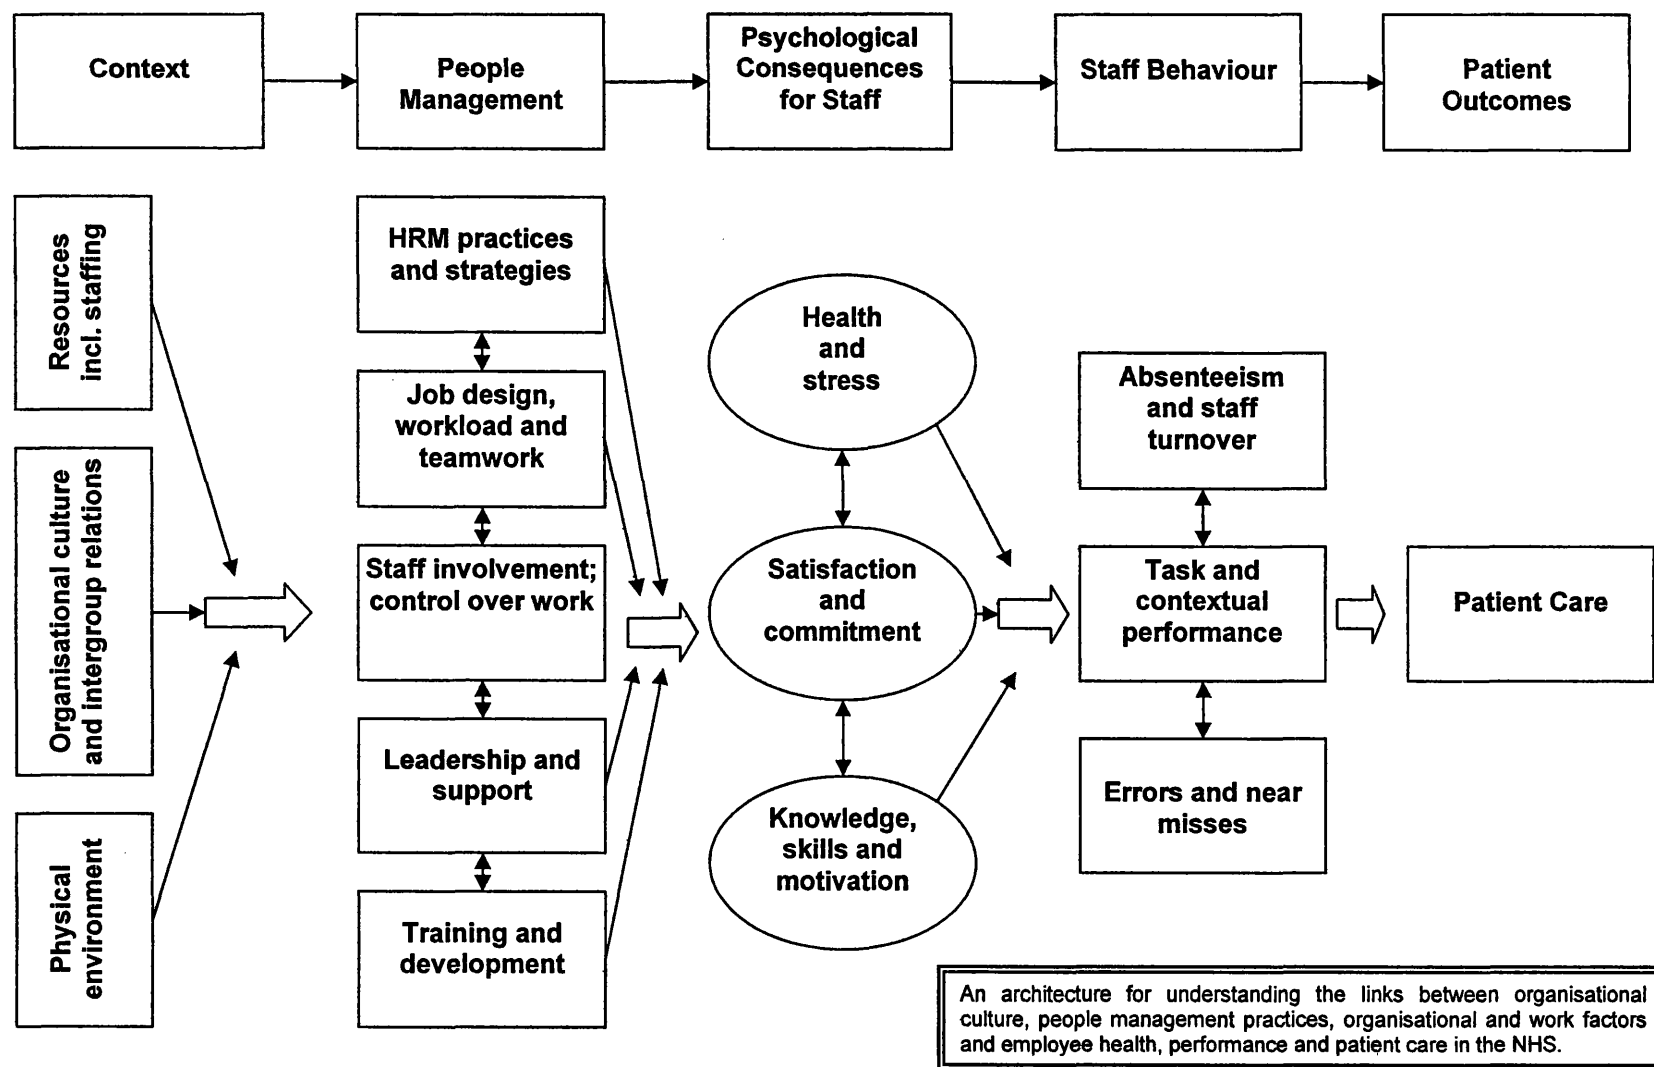 Context
People
Management
Psychological
Consequences
for Staff
Staff Behaviour
Patient
Outcomes
Resources
incl. staffing
Organisational culture
and intergroup relations
Physical
environment
HRM practices
and strategies
Job design,
workload and
teamwork
Staff involvement;
control over work
Leadership and
support
Training and
development
Health
and
stress
Satisfaction
and
commitment
Knowledge,
skills and
motivation
Absenteeism
and staff
turnover
Task and
contextual
performance
Errors and near
misses
Patient Care
An architecture for understanding the links between organisational
culture, people management practices, organisational and work factors
and employee health, performance and patient care in the NHS.